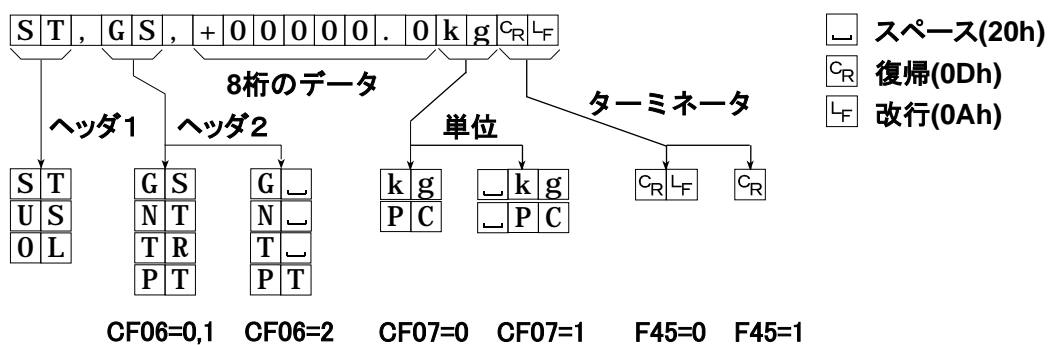 ST,GS,+00000.0kgCRLF
␣ スペース(20h)
CR 復帰(0Dh)
LF 改行(0Ah)
8桁のデータ
ターミネータ
ヘッダ1 ヘッダ2 単位
ST GS G␣ kg ␣kg CRLF CR
US NT N␣ PC ␣PC
OL TR T␣
PT PT
CF06=0,1 CF06=2 CF07=0 CF07=1 F45=0 F45=1